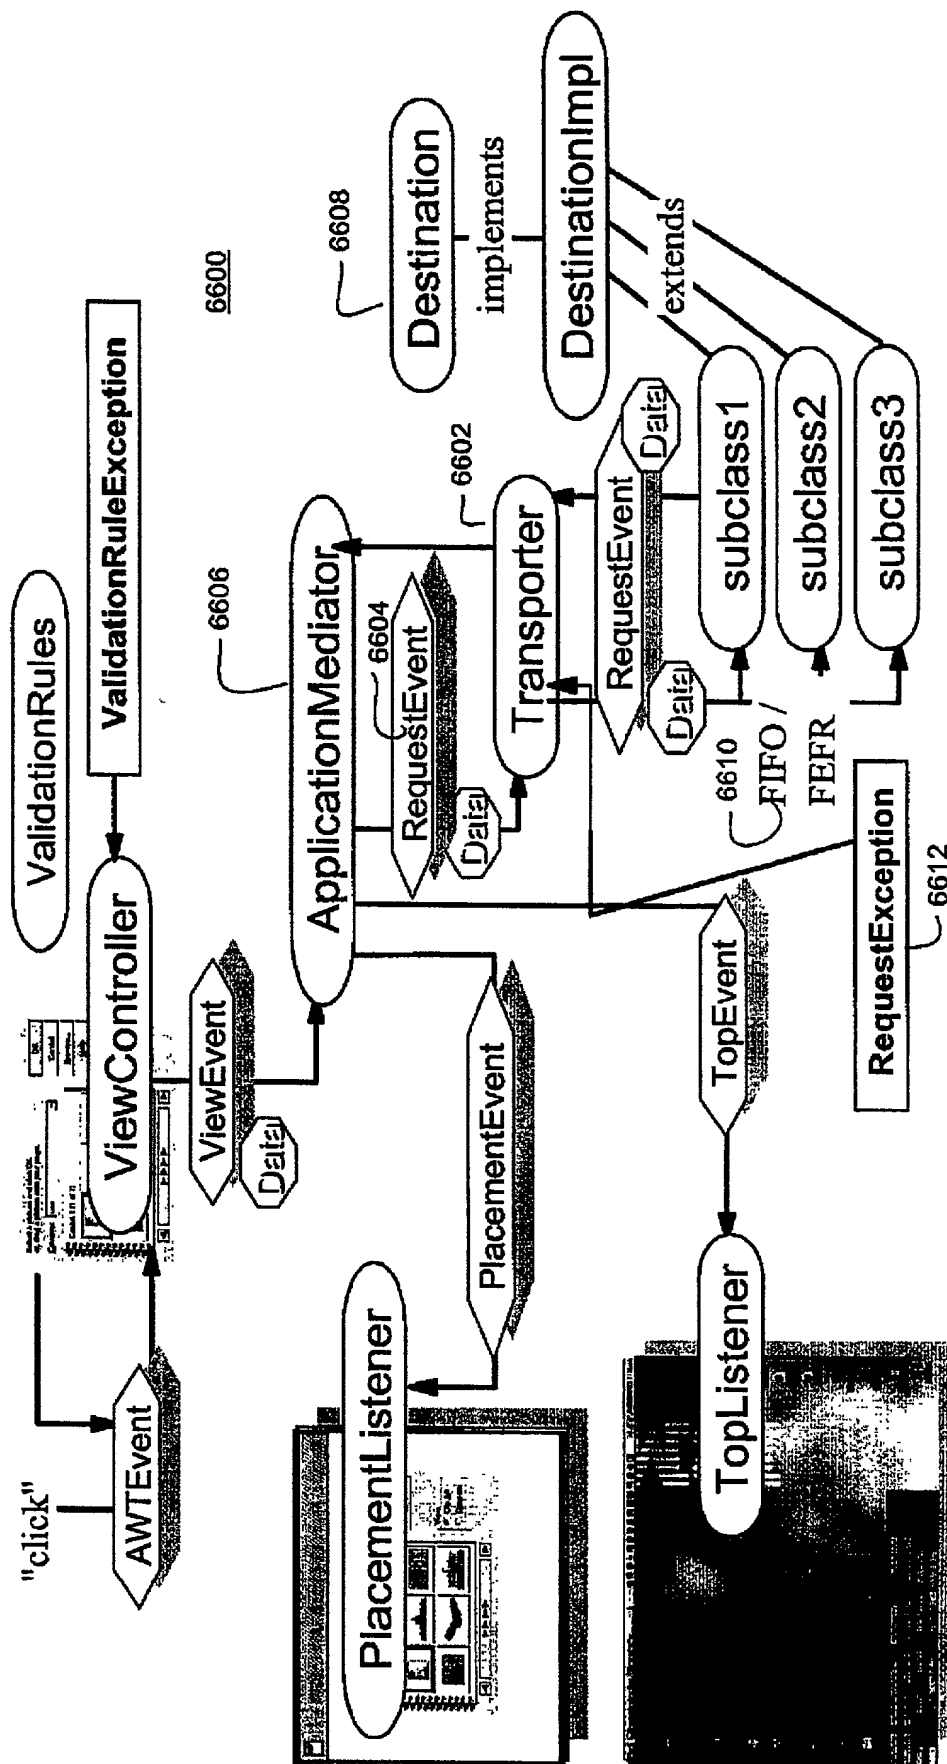 "click"
AWTEvent
ViewController
ValidationRules
ValidationRuleException
ViewEvent
Data
6600
ApplicationMediator
6606
PlacementListener
PlacementEvent
RequestEvent
6604
Data
Transporter
6602
Destination
6608
implements
DestinationImpl
extends
RequestEvent
Data
Data
subclass1
subclass2
subclass3
FIFO /
FEFR
6610
TopEvent
TopListener
RequestException
6612